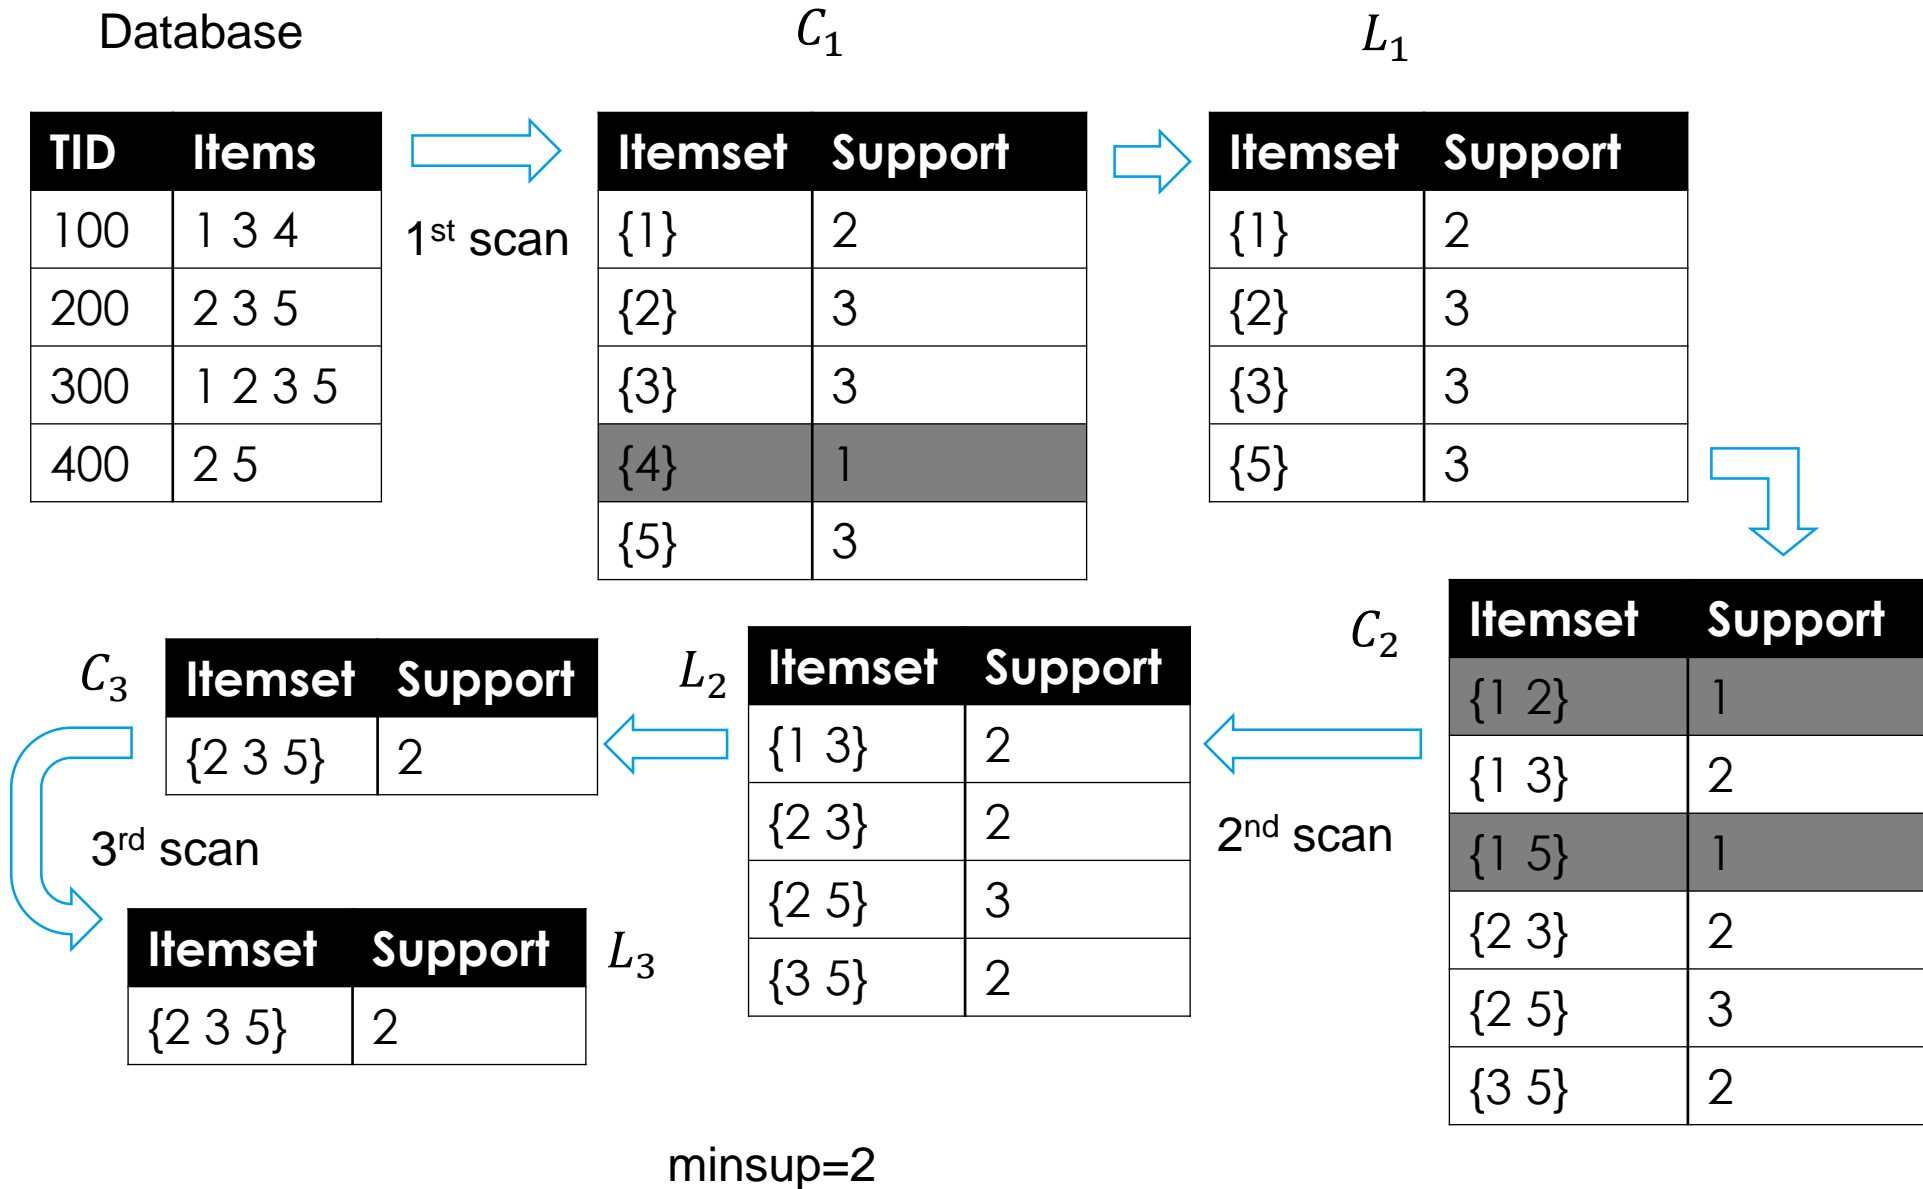 Database
TID Items
100 1 3 4
200 2 3 5
300 1 2 3 5
400 2 5
1st scan
C1
Itemset Support
{1} 2
{2} 3
{3} 3
{4} 1
{5} 3
L1
Itemset Support
{1} 2
{2} 3
{3} 3
{5} 3
C2
Itemset Support
{1 2} 1
{1 3} 2
{1 5} 1
{2 3} 2
{2 5} 3
{3 5} 2
2nd scan
L2
Itemset Support
{1 3} 2
{2 3} 2
{2 5} 3
{3 5} 2
C3
Itemset Support
{2 3 5} 2
3rd scan
Itemset Support
{2 3 5} 2
L3
minsup=2